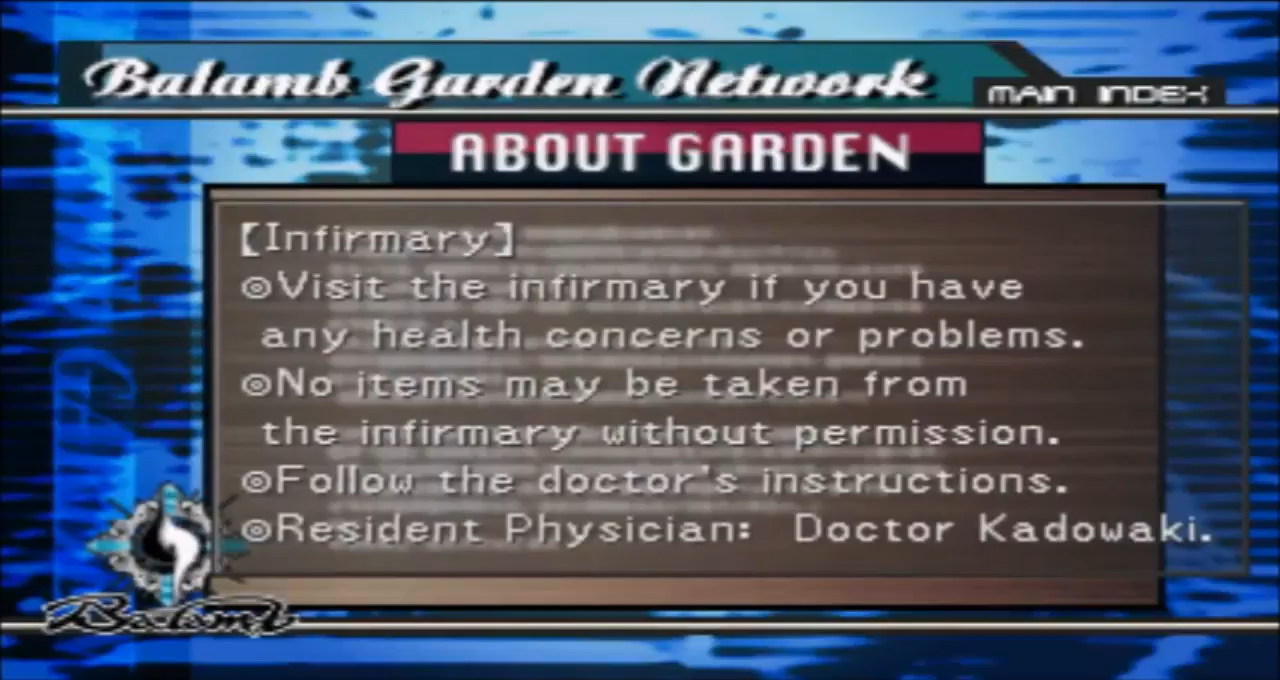 Balamb Garden Network
MAIN INDEX
ABOUT GARDEN
[Infirmary]
◎Visit the infirmary if you have
any health concerns or problems.
◎No items may be taken from
the infirmary without permission.
◎Follow the doctor's instructions.
◎Resident Physician: Doctor Kadowaki.
Balamb